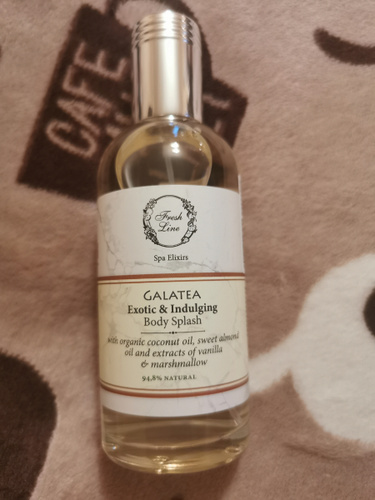 CAFE
Fresh
Line
Spa Elixirs
GALATEA
Exotic & Indulging
Body Splash
with organic coconut oil, sweet almond
oil and extracts of vanilla
& marshmallow
94,8% NATURAL